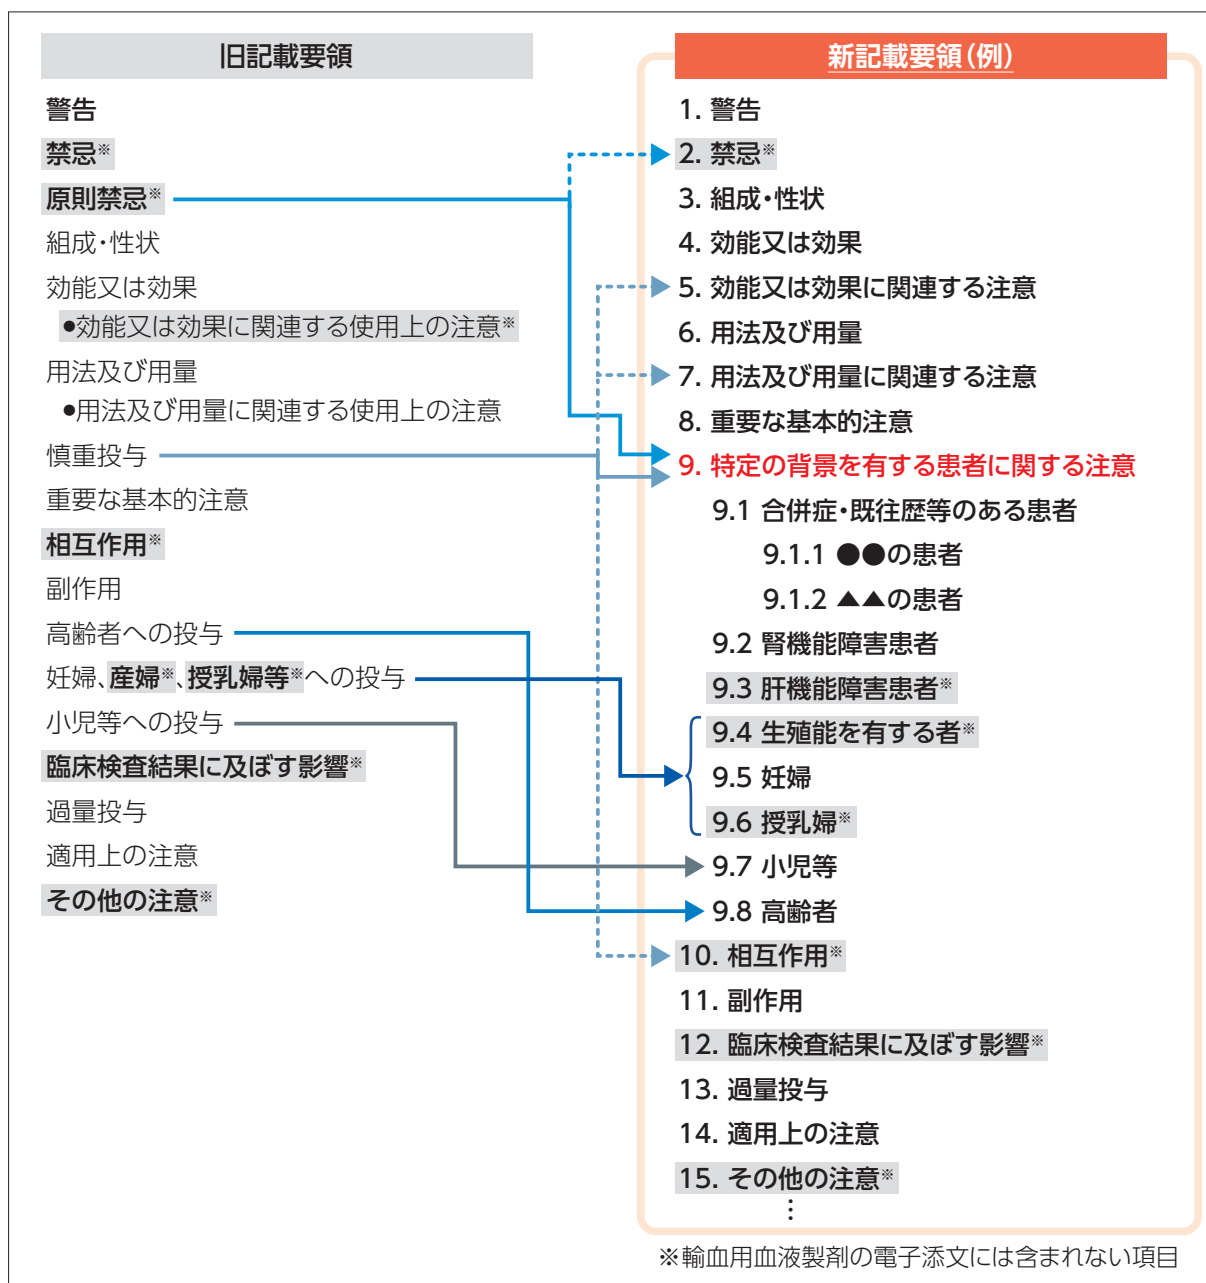 旧記載要領
警告
禁忌※
原則禁忌※
組成・性状
効能又は効果
●効能又は効果に関連する使用上の注意※
用法及び用量
●用法及び用量に関連する使用上の注意
慎重投与
重要な基本的注意
相互作用※
副作用
高齢者への投与
妊婦、産婦※、授乳婦等※への投与
小児等への投与
臨床検査結果に及ぼす影響※
過量投与
適用上の注意
その他の注意※
新記載要領(例)
1. 警告
2. 禁忌※
3. 組成・性状
4. 効能又は効果
5. 効能又は効果に関連する注意
6. 用法及び用量
7. 用法及び用量に関連する注意
8. 重要な基本的注意
9. 特定の背景を有する患者に関する注意
9.1 合併症・既往歴等のある患者
9.1.1 ●●の患者
9.1.2 ▲▲の患者
9.2 腎機能障害患者
9.3 肝機能障害患者※
9.4 生殖能を有する者※
9.5 妊婦
9.6 授乳婦※
9.7 小児等
9.8 高齢者
10. 相互作用※
11. 副作用
12. 臨床検査結果に及ぼす影響※
13. 過量投与
14. 適用上の注意
15. その他の注意※
⋮
※輸血用血液製剤の電子添文には含まれない項目